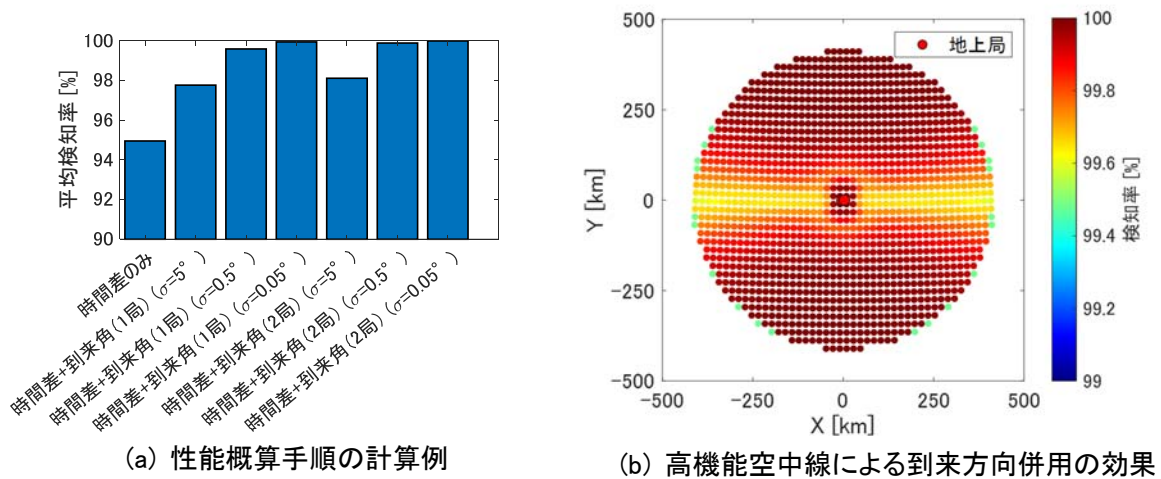 平均検知率 [%]
100
98
96
94
92
90
時間差のみ
時間差+到来角(1局) (σ=5° )
時間差+到来角(1局) (σ=0.5° )
時間差+到来角(1局) (σ=0.05° )
時間差+到来角(2局) (σ=5° )
時間差+到来角(2局) (σ=0.5° )
時間差+到来角(2局) (σ=0.05° )
(a) 性能概算手順の計算例
Y [km]
500
250
0
−250
−500
地上局
−500 −250 0 250 500
X [km]
100
99.8
99.6
99.4
99.2
99
検知率 [%]
(b) 高機能空中線による到来方向併用の効果